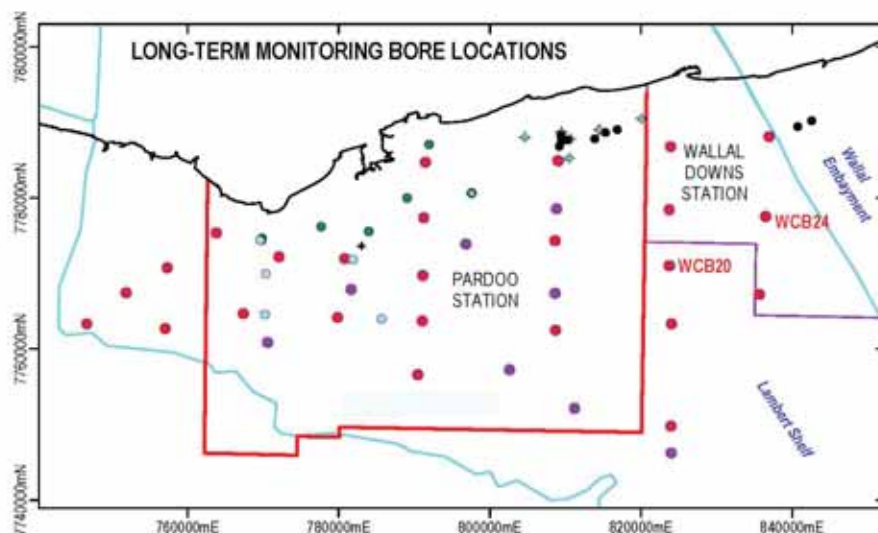 LONG-TERM MONITORING BORE LOCATIONS
7800000mN
7780000mN
7760000mN
7740000mN
WALLAL
DOWNS
STATION
Wallal
Embayment
WCB24
WCB20
PARDOO
STATION
Lambert Shelf
760000mE
780000mE
800000mE
820000mE
840000mE